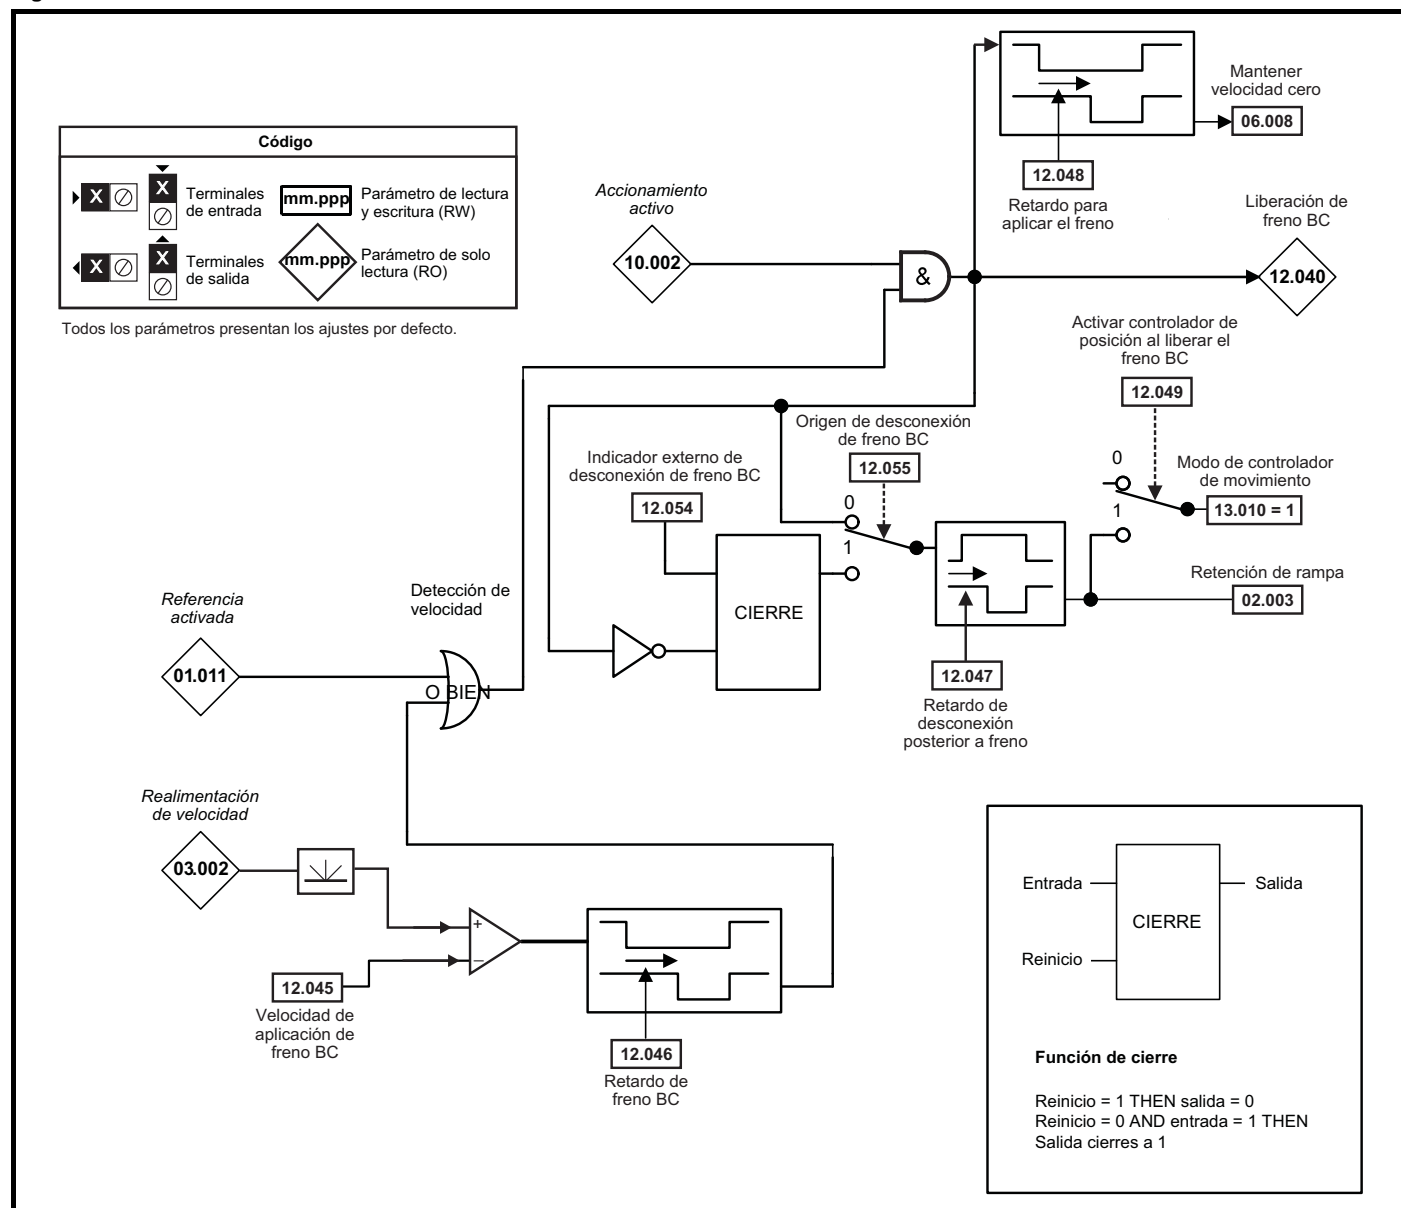 Código
X
X
Terminales
de entrada
mm.ppp
Parámetro de lectura
y escritura (RW)
X
X
Terminales
de salida
mm.ppp
Parámetro de solo
lectura (RO)
Todos los parámetros presentan los ajustes por defecto.
Mantener
velocidad cero
06.008
12.048
Retardo para
aplicar el freno
Accionamiento
activo
10.002
&
Liberación de
freno BC
12.040
Activar controlador de
posición al liberar el
freno BC
12.049
0
1
Modo de controlador
de movimiento
13.010 = 1
Origen de desconexión
de freno BC
12.055
0
1
Indicador externo de
desconexión de freno BC
12.054
CIERRE
Retención de rampa
02.003
12.047
Retardo de
desconexión
posterior a freno
Detección de
velocidad
Referencia
activada
01.011
O BIEN
Realimentación
de velocidad
03.002
+
–
12.045
Velocidad de
aplicación de
freno BC
12.046
Retardo de
freno BC
Entrada
Salida
CIERRE
Reinicio
Función de cierre
Reinicio = 1 THEN salida = 0
Reinicio = 0 AND entrada = 1 THEN
Salida cierres a 1